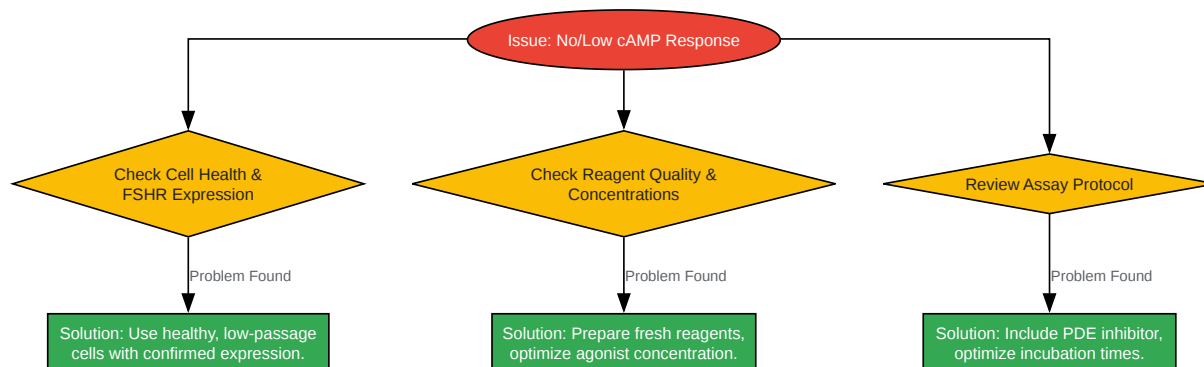 Issue: No/Low cAMP Response
Check Cell Health &
FSHR Expression
Check Reagent Quality &
Concentrations
Review Assay Protocol
Problem Found
Problem Found
Problem Found
Solution: Use healthy, low-passage
cells with confirmed expression.
Solution: Prepare fresh reagents,
optimize agonist concentration.
Solution: Include PDE inhibitor,
optimize incubation times.